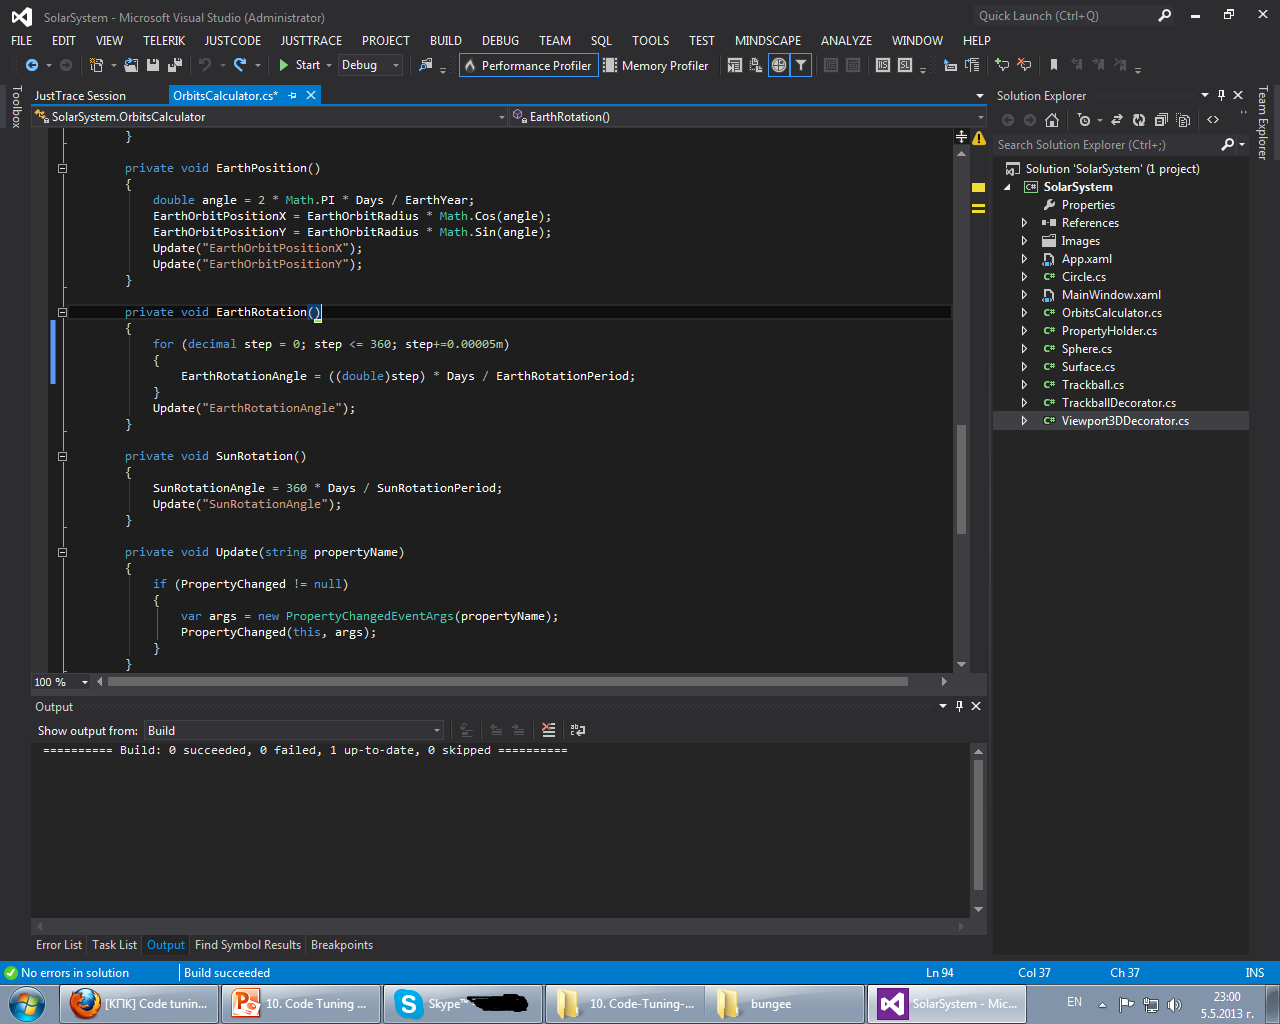 SolarSystem - Microsoft Visual Studio (Administrator)
Quick Launch (Ctrl+Q)
FILE EDIT VIEW TELERIK JUSTCODE JUSTTRACE PROJECT BUILD DEBUG TEAM SQL TOOLS TEST MINDSCAPE ANALYZE WINDOW HELP
Start Debug Performance Profiler Memory Profiler
Toolbox
JustTrace Session OrbitsCalculator.cs*
SolarSystem.OrbitsCalculator EarthRotation()
}
private void EarthPosition()
{
double angle = 2 * Math.PI * Days / EarthYear;
EarthOrbitPositionX = EarthOrbitRadius * Math.Cos(angle);
EarthOrbitPositionY = EarthOrbitRadius * Math.Sin(angle);
Update("EarthOrbitPositionX");
Update("EarthOrbitPositionY");
}
private void EarthRotation()
{
for (decimal step = 0; step <= 360; step+=0.00005m)
{
EarthRotationAngle = ((double)step) * Days / EarthRotationPeriod;
}
Update("EarthRotationAngle");
}
private void SunRotation()
{
SunRotationAngle = 360 * Days / SunRotationPeriod;
Update("SunRotationAngle");
}
private void Update(string propertyName)
{
if (PropertyChanged != null)
{
var args = new PropertyChangedEventArgs(propertyName);
PropertyChanged(this, args);
}
}
100 %
Output
Show output from: Build
========== Build: 0 succeeded, 0 failed, 1 up-to-date, 0 skipped ==========
Error List Task List Output Find Symbol Results Breakpoints
Solution Explorer
Search Solution Explorer (Ctrl+;)
Solution 'SolarSystem' (1 project)
C# SolarSystem
Properties
References
Images
App.xaml
C# Circle.cs
MainWindow.xaml
C# OrbitsCalculator.cs
C# PropertyHolder.cs
C# Sphere.cs
C# Surface.cs
C# Trackball.cs
C# TrackballDecorator.cs
C# Viewport3DDecorator.cs
Team Explorer
No errors in solution Build succeeded Ln 94 Col 37 Ch 37 INS
[КПК] Code tunin... 10. Code Tuning ... Skype™ 10. Code-Tuning-... bungee SolarSystem - Mic... EN 23:00
5.5.2013 г.